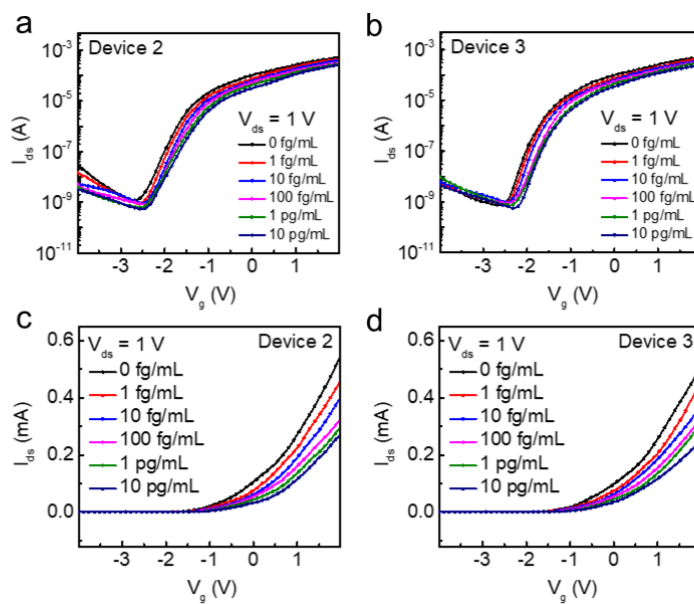 a
Device 2
I_ds (A)
10^-3
10^-5
10^-7
10^-9
10^-11
V_ds = 1 V
0 fg/mL
1 fg/mL
10 fg/mL
100 fg/mL
1 pg/mL
10 pg/mL
-3 -2 -1 0 1
V_g (V)
b
Device 3
I_ds (A)
10^-3
10^-5
10^-7
10^-9
10^-11
V_ds = 1 V
0 fg/mL
1 fg/mL
10 fg/mL
100 fg/mL
1 pg/mL
10 pg/mL
-3 -2 -1 0 1
V_g (V)
c
V_ds = 1 V
Device 2
0 fg/mL
1 fg/mL
10 fg/mL
100 fg/mL
1 pg/mL
10 pg/mL
I_ds (mA)
0.6
0.4
0.2
0.0
-3 -2 -1 0 1
V_g (V)
d
V_ds = 1 V
Device 3
0 fg/mL
1 fg/mL
10 fg/mL
100 fg/mL
1 pg/mL
10 pg/mL
I_ds (mA)
0.6
0.4
0.2
0.0
-3 -2 -1 0 1
V_g (V)